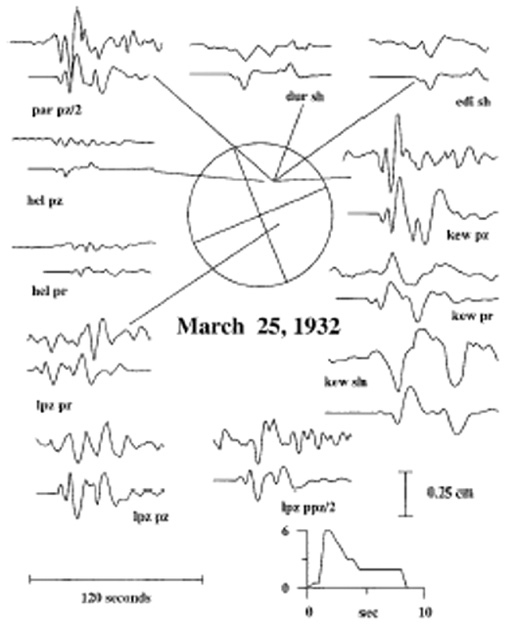 par pz/2
dur sh
edi sh
hel pz
kew pz
hel pr
kew pr
March 25, 1932
kew sh
lpz pr
lpz pz
lpz ppz/2
0.25 cm
120 seconds
6
0
0
sec
10